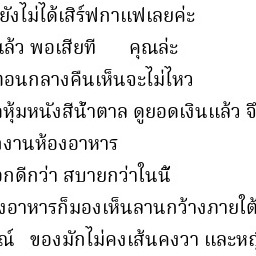 ยังไม่ได้เสิร์ฟกาแฟเลยค่ะ
แล้ว พอเสียที คุณล่ะ
ตอนกลางคืนเห็นจะไม่ไหว
หุ้มหนังสีน้ำตาล ดูยอดเงินแล้ว จึ
งานห้องอาหาร
กดีกว่า สบายกว่าในนี้
งอาหารก็มองเห็นลานกว้างภายใต้
ณ์ ของมักไม่คงเส้นคงวา และหญิ